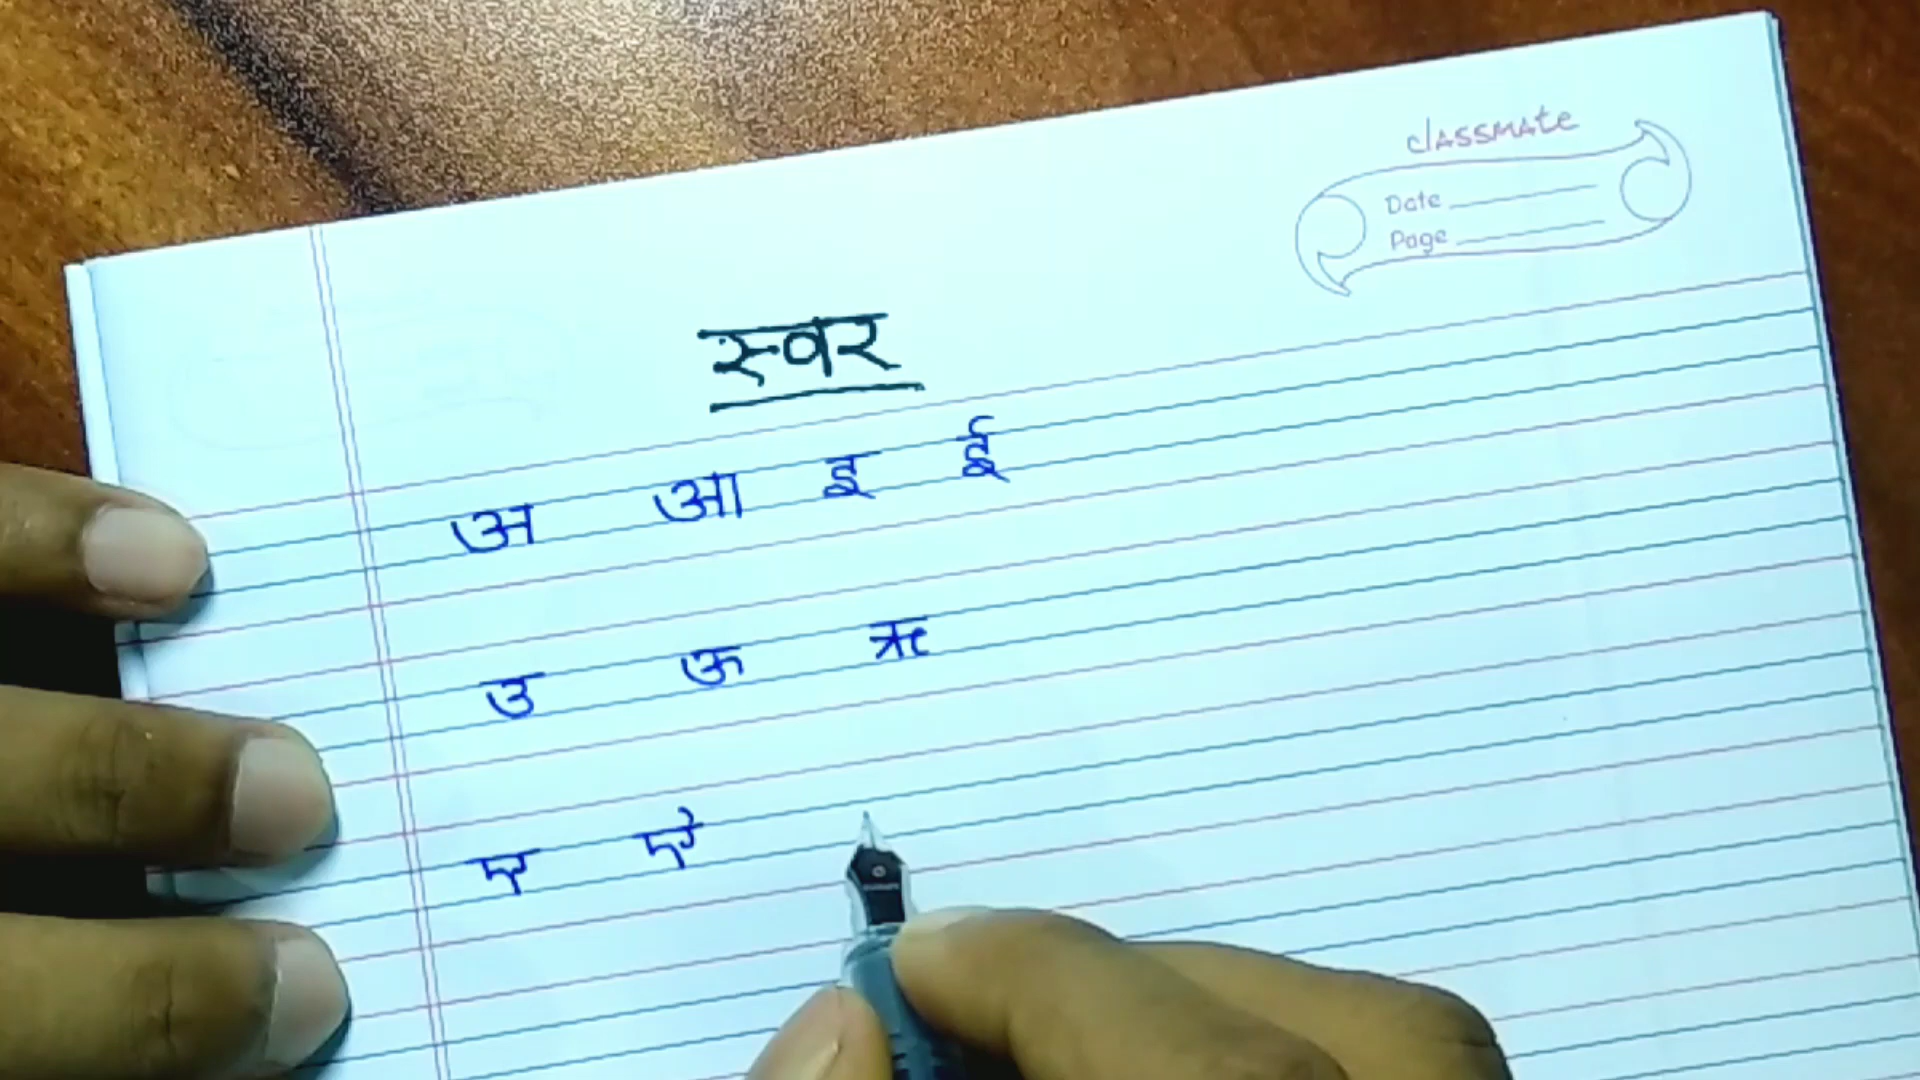 classmate
Date
Page
स्वर
अ आ इ ई
उ ऊ ऋ
ए ऐ